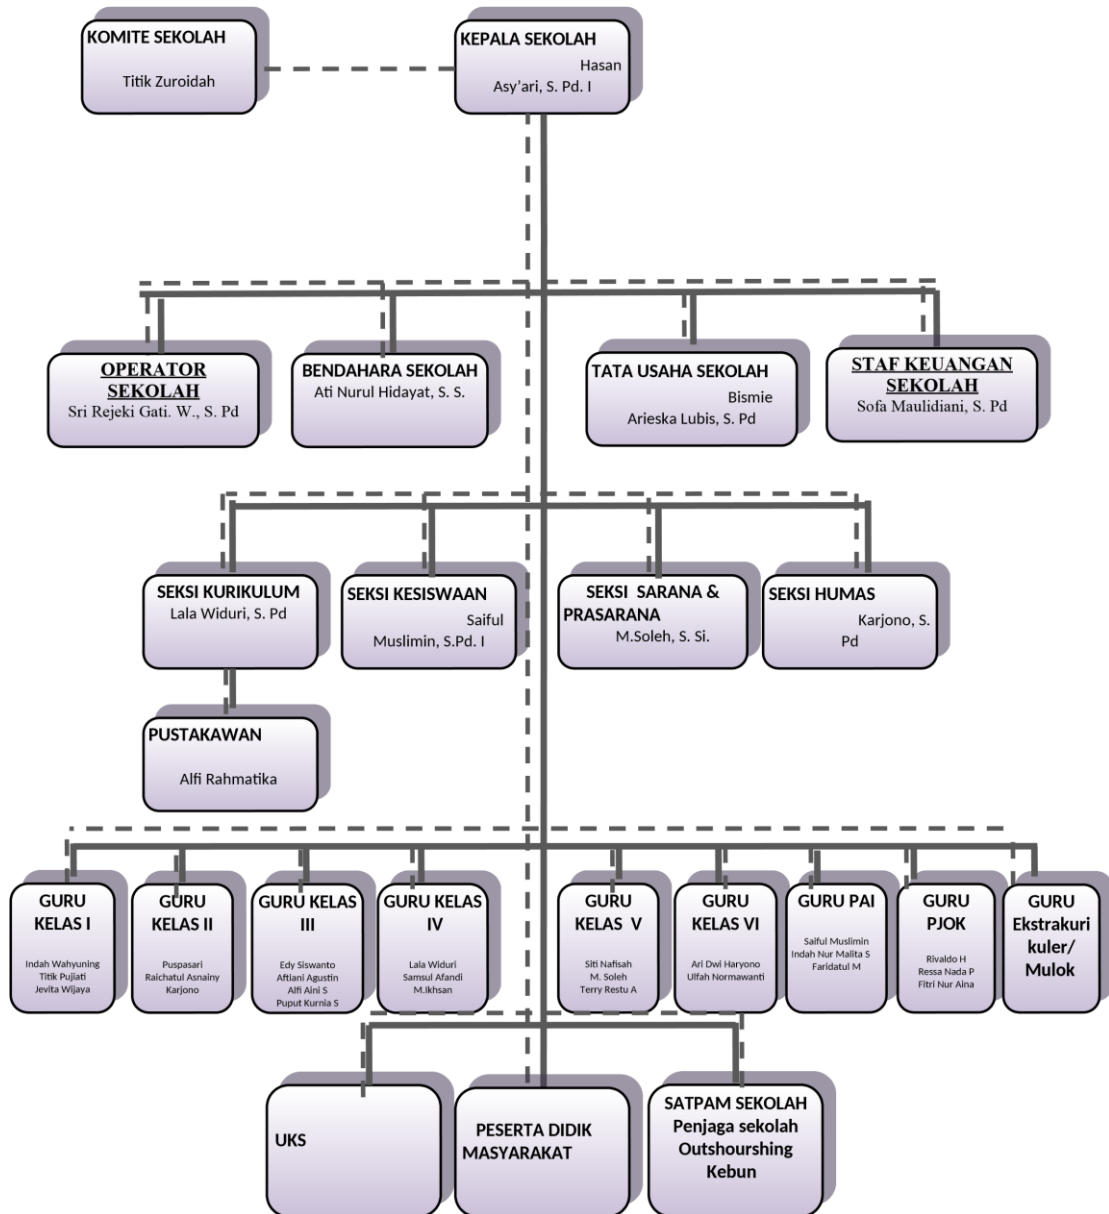 KOMITE SEKOLAH
Titik Zuroidah
KEPALA SEKOLAH
Hasan
Asy'ari, S. Pd. I
OPERATOR
SEKOLAH
Sri Rejeki Gati. W., S. Pd
BENDAHARA SEKOLAH
Ati Nurul Hidayat, S. S.
TATA USAHA SEKOLAH
Bismie
Arieska Lubis, S. Pd
STAF KEUANGAN
SEKOLAH
Sofa Maulidiani, S. Pd
SEKSI KURIKULUM
Lala Widuri, S. Pd
SEKSI KESISWAAN
Saiful
Muslimin, S.Pd. I
SEKSI SARANA &
PRASARANA
M.Soleh, S. Si.
SEKSI HUMAS
Karjono, S.
Pd
PUSTAKAWAN
Alfi Rahmatika
GURU
KELAS I
Indah Wahyuning
Titik Pujiati
Jevita Wijaya
GURU
KELAS II
Puspasari
Raichatul Asnainy
Karjono
GURU KELAS
III
Edy Siswanto
Aftiani Agustin
Alfi Aini S
Puput Kurnia S
GURU KELAS
IV
Lala Widuri
Samsul Afandi
M.Ikhsan
GURU
KELAS V
Siti Nafisah
M. Soleh
Terry Restu A
GURU
KELAS VI
Ari Dwi Haryono
Ulfah Normawanti
GURU PAI
Saiful Muslimin
Indah Nur Malita S
Faridatul M
GURU
PJOK
Rivaldo H
Ressa Nada P
Fitri Nur Aina
GURU
Ekstrakuri
kuler/
Mulok
UKS
PESERTA DIDIK
MASYARAKAT
SATPAM SEKOLAH
Penjaga sekolah
Outshourshing
Kebun